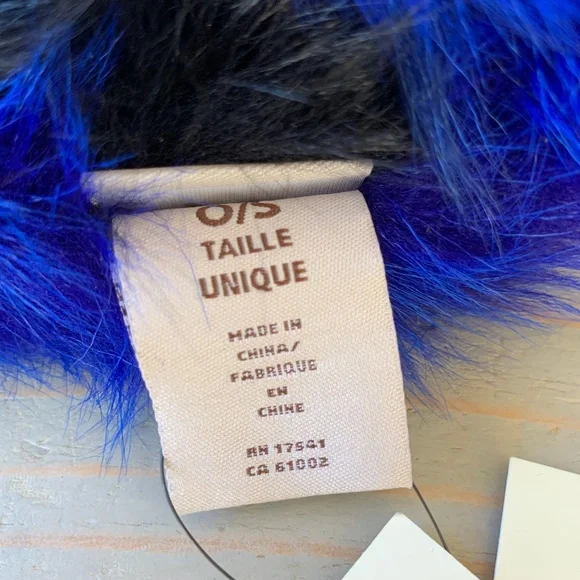 O/S
TAILLE
UNIQUE
MADE IN
CHINA/
FABRIQUE
EN
CHINE
RN 17541
CA 61002